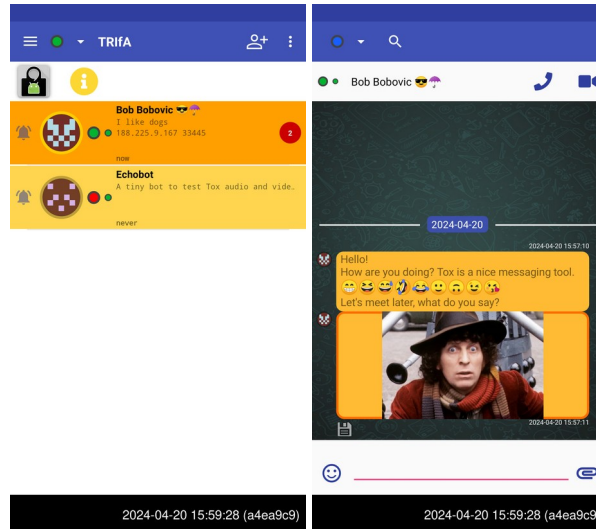 TRIfA
Bob Bobovic 😎🌂
I like dogs
188.225.9.167 33445
2
now
Echobot
A tiny bot to test Tox audio and vide…
never
2024-04-20 15:59:28 (a4ea9c9)
Bob Bobovic 😎🌂
2024-04-20
2024-04-20 15:57:10
Hello!
How are you doing? Tox is a nice messaging tool.
😁😆😅🤣😂🙂🙃😉😘
Let's meet later, what do you say?
2024-04-20 15:57:11
2024-04-20 15:59:28 (a4ea9c9